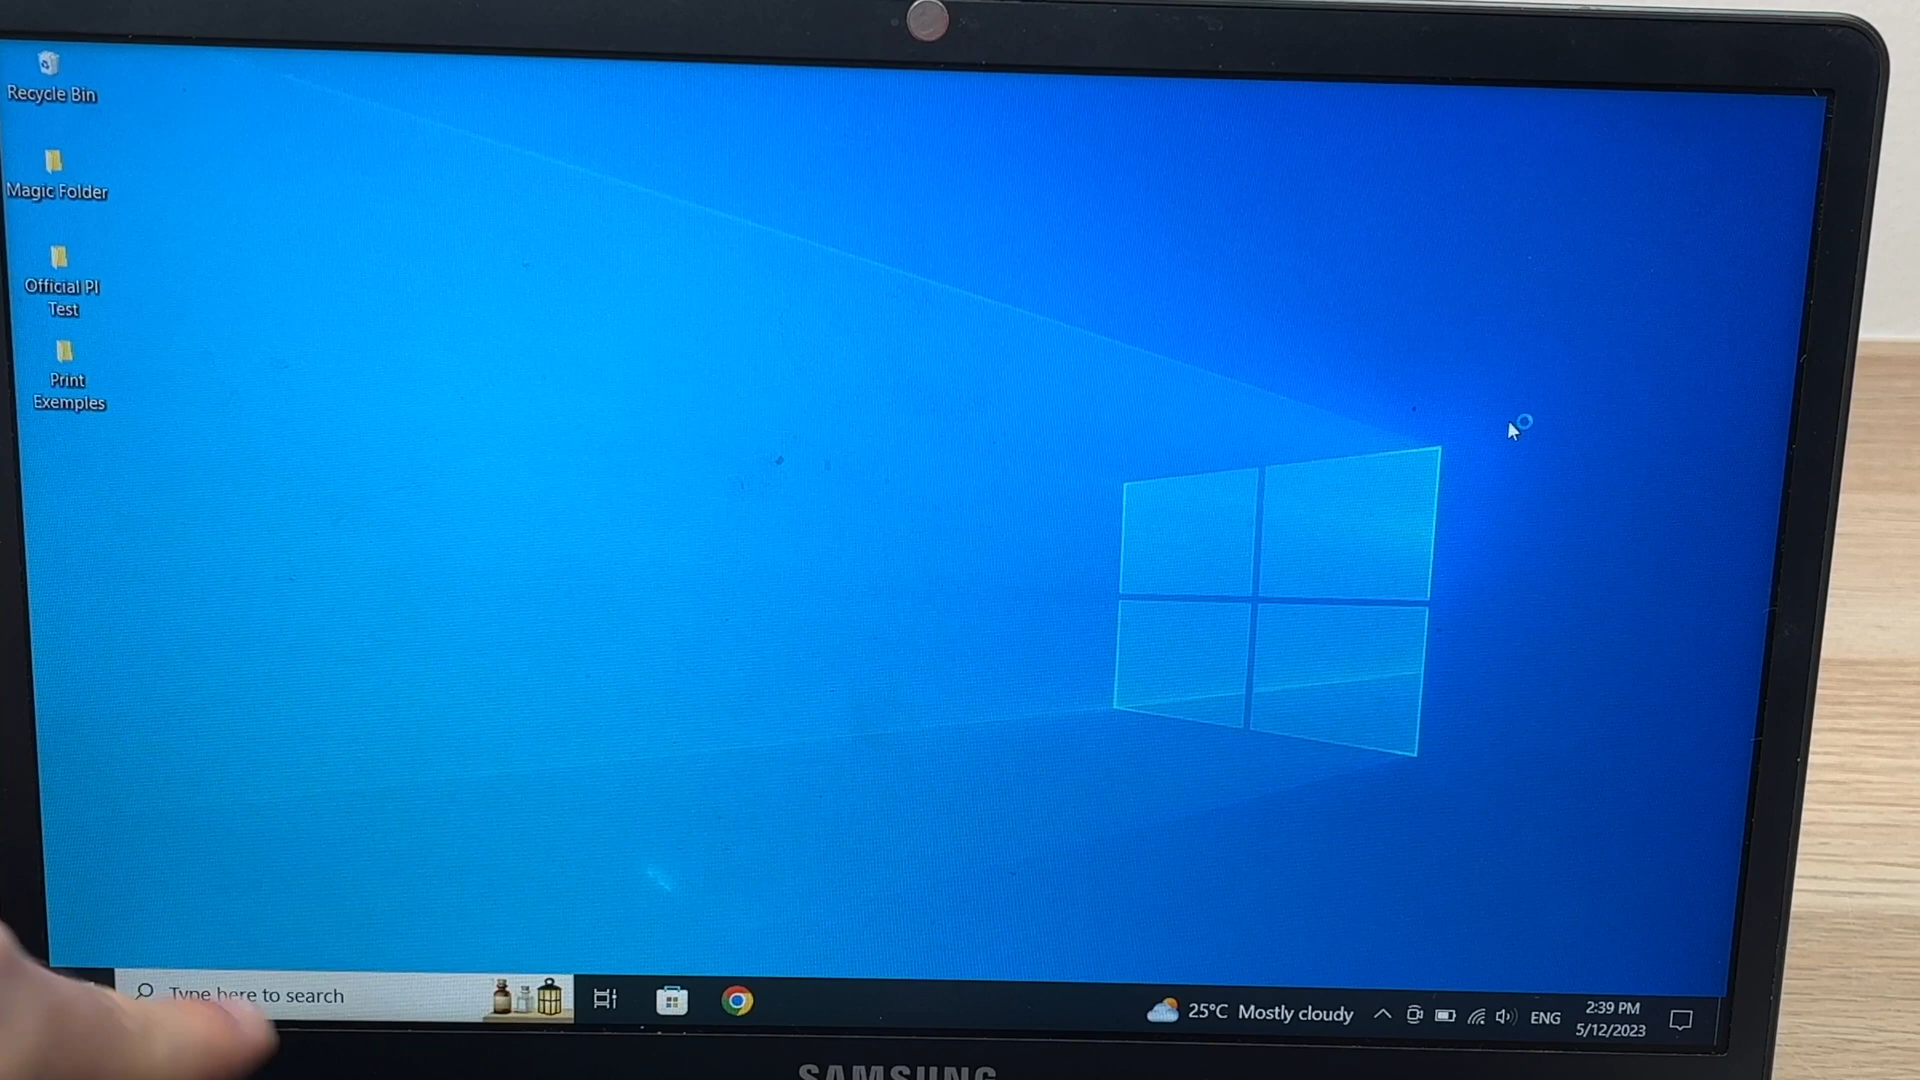 Recycle Bin
Magic Folder
Official PI
Test
Print
Exemples
Type here to search
25°C Mostly cloudy
ENG
2:39 PM
5/12/2023
SAMSUNG